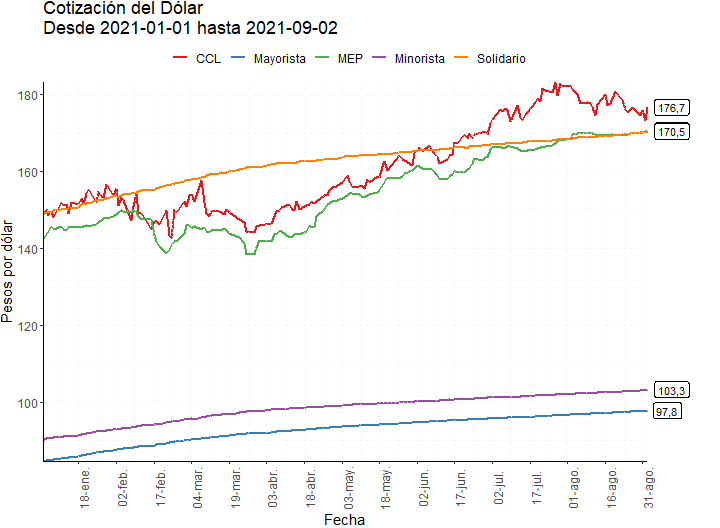 Cotización del Dólar
Desde 2021-01-01 hasta 2021-09-02
CCL Mayorista MEP Minorista Solidario
Pesos por dólar
180
160
140
120
100
176,7
170,5
103,3
97,8
18-ene.
02-feb.
17-feb.
04-mar.
19-mar.
03-abr.
18-abr.
03-may.
18-may.
02-jun.
17-jun.
02-jul.
17-jul.
01-ago.
16-ago.
31-ago.
Fecha